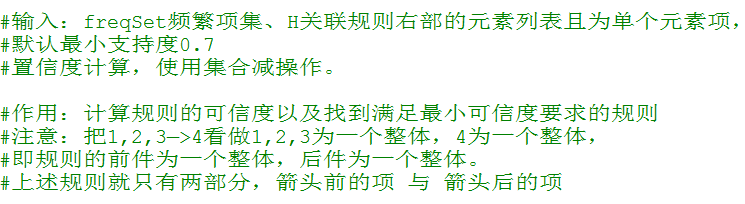 #输入：freqSet频繁项集、H关联规则右部的元素列表且为单个元素项，
#默认最小支持度0.7
#置信度计算，使用集合减操作。
#作用：计算规则的可信度以及找到满足最小可信度要求的规则
#注意：把1,2,3—>4看做1,2,3为一个整体，4为一个整体，
#即规则的前件为一个整体，后件为一个整体。
#上述规则就只有两部分，箭头前的项 与 箭头后的项